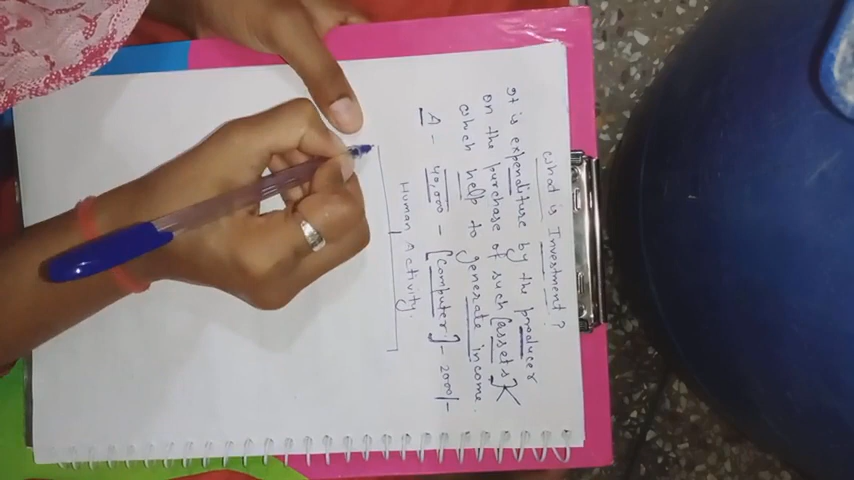 What is Investment?
It is expenditure by the producer
on the purchase of such [assets]
which help to generate income.
A - 40,000 - [computer] - 2000/-
Human Activity.